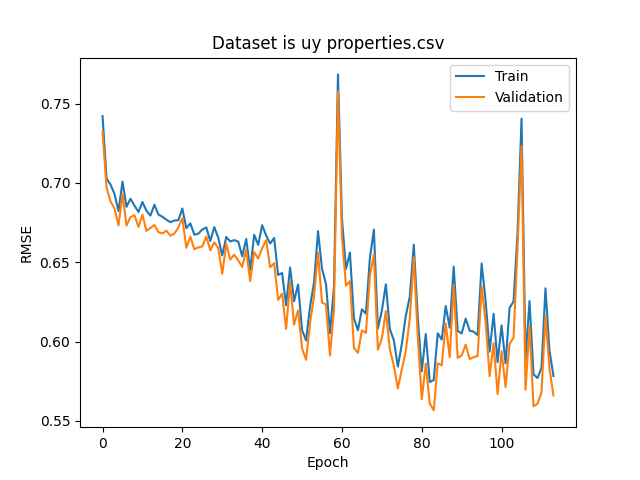 Dataset is uy properties.csv
Train
Validation
RMSE
0.75
0.70
0.65
0.60
0.55
0 20 40 60 80 100
Epoch